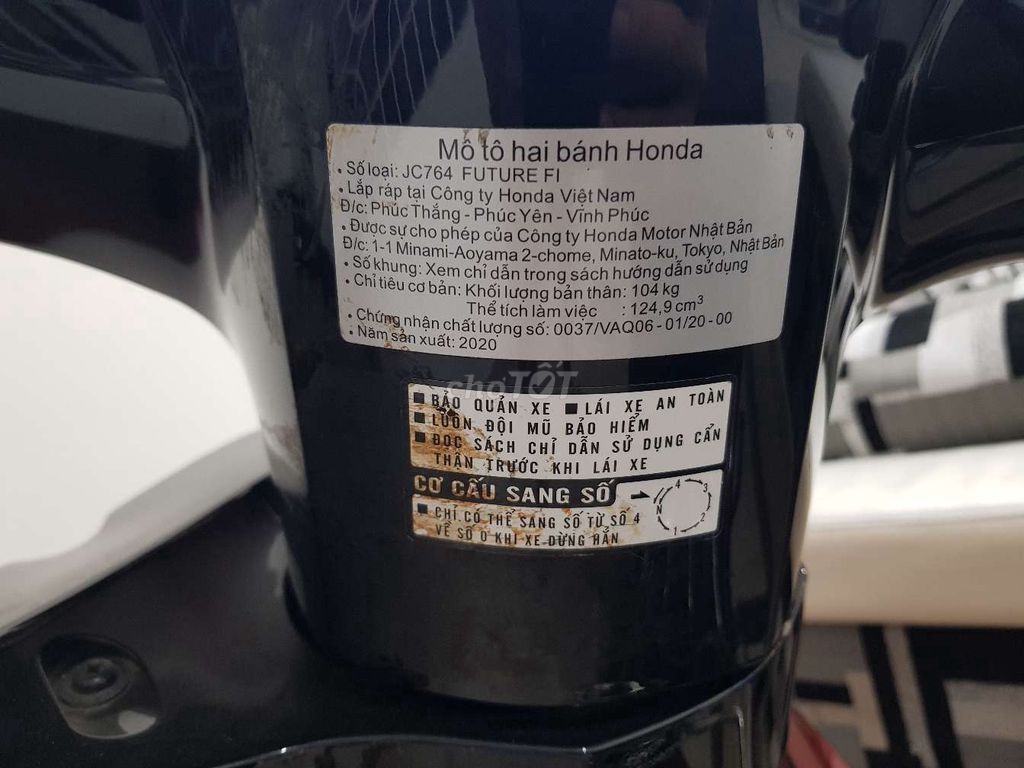 Mô tô hai bánh Honda
• Số loại: JC764 FUTURE FI
• Lắp ráp tại Công ty Honda Việt Nam
Đ/c: Phúc Thắng - Phúc Yên - Vĩnh Phúc
• Được sự cho phép của Công ty Honda Motor Nhật Bản
Đ/c: 1-1 Minami-Aoyama 2-chome, Minato-ku, Tokyo, Nhật Bản
• Số khung: Xem chỉ dẫn trong sách hướng dẫn sử dụng
• Chỉ tiêu cơ bản: Khối lượng bản thân: 104 kg
Thể tích làm việc : 124,9 cm³
• Chứng nhận chất lượng số: 0037/VAQ06 - 01/20 - 00
• Năm sản xuất: 2020
chợTỐT
■ BẢO QUẢN XE ■ LÁI XE AN TOÀN
■ LUÔN ĐỘI MŨ BẢO HIỂM
■ ĐỌC SÁCH CHỈ DẪN SỬ DỤNG CẨN
THẬN TRƯỚC KHI LÁI XE
CƠ CẤU SANG SỐ → N 1 2 3 4
■ CHỈ CÓ THỂ SANG SỐ TỪ SỐ 4
VỀ SỐ 0 KHI XE DỪNG HẲN